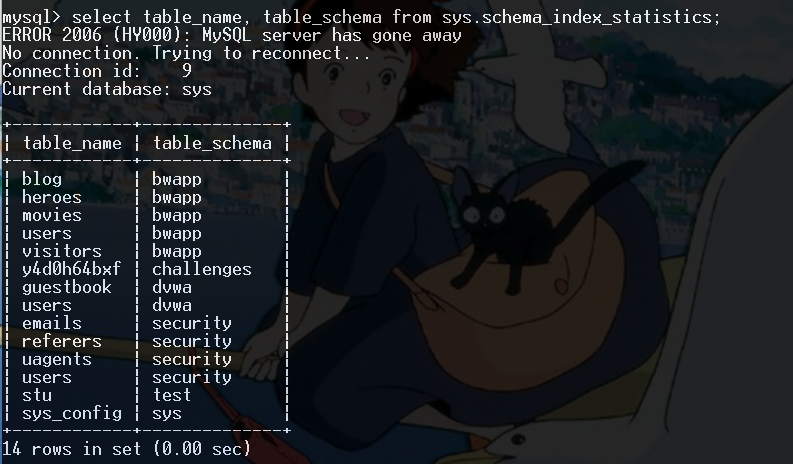 mysql> select table_name, table_schema from sys.schema_index_statistics;
ERROR 2006 (HY000): MySQL server has gone away
No connection. Trying to reconnect...
Connection id:    9
Current database: sys

+------------+--------------+
| table_name | table_schema |
+------------+--------------+
| blog       | bwapp        |
| heroes     | bwapp        |
| movies     | bwapp        |
| users      | bwapp        |
| visitors   | bwapp        |
| y4d0h64bxf | challenges   |
| guestbook  | dvwa         |
| users      | dvwa         |
| emails     | security     |
| referers   | security     |
| uagents    | security     |
| users      | security     |
| stu        | test         |
| sys_config | sys          |
+------------+--------------+
14 rows in set (0.00 sec)